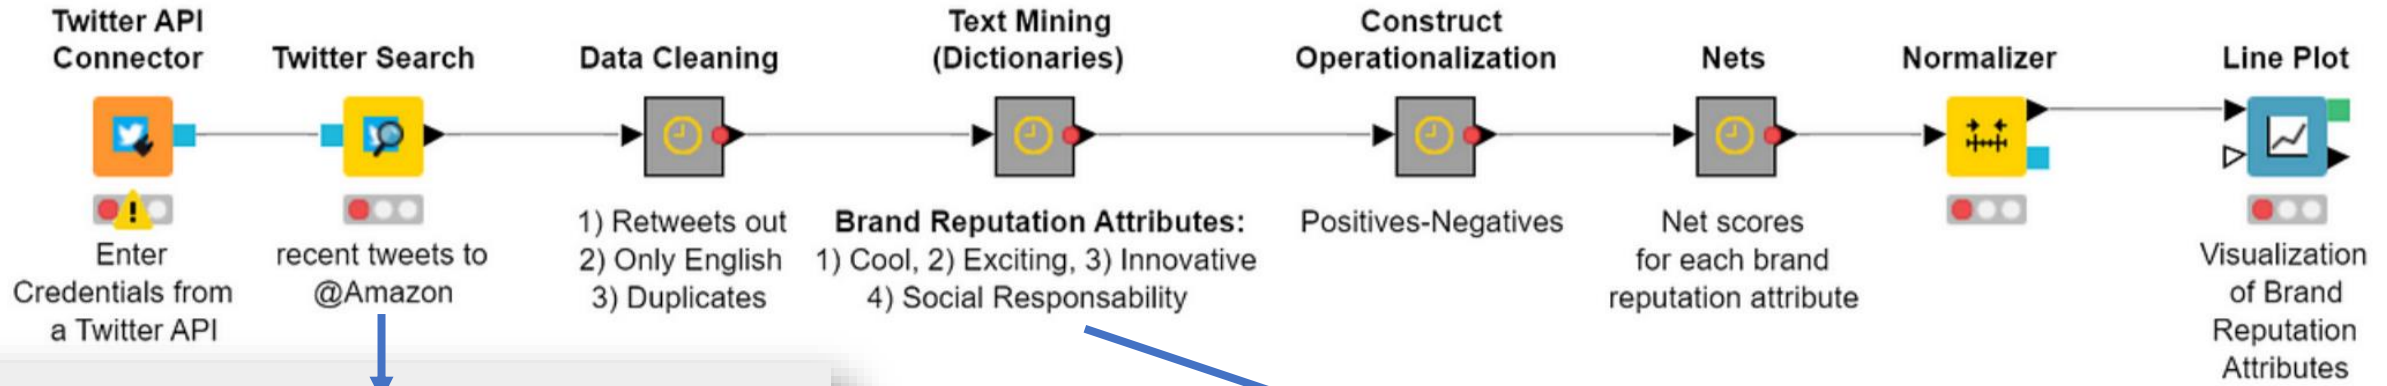 Twitter API
Connector
Twitter Search
Data Cleaning
Text Mining
(Dictionaries)
Construct
Operationalization
Nets
Normalizer
Line Plot
Enter
Credentials from
a Twitter API
recent tweets to
@Amazon
1) Retweets out
2) Only English
3) Duplicates
Brand Reputation Attributes:
1) Cool, 2) Exciting, 3) Innovative
4) Social Responsability
Positives-Negatives
Net scores
for each brand
reputation attribute
Visualization
of Brand
Reputation
Attributes